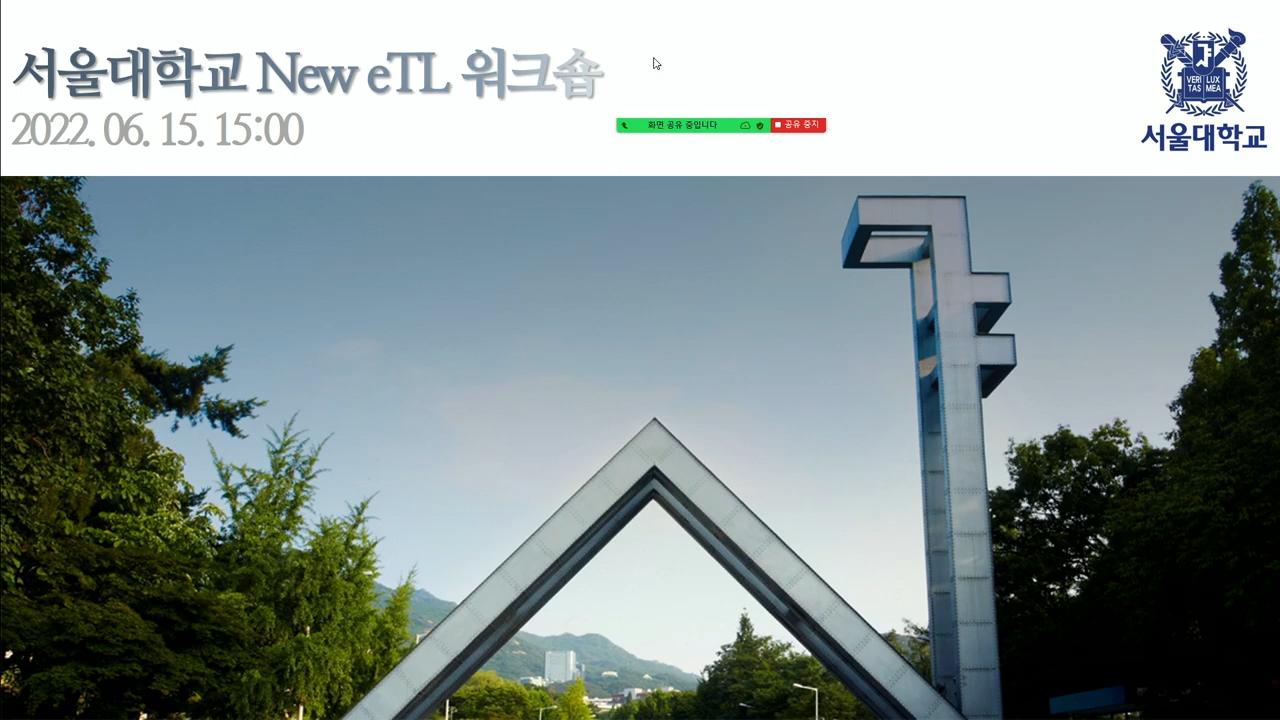 서울대학교 New eTL 워크숍
2022. 06. 15. 15:00
화면 공유 중입니다
공유 중지
VERI LUX
TAS MEA
서울대학교